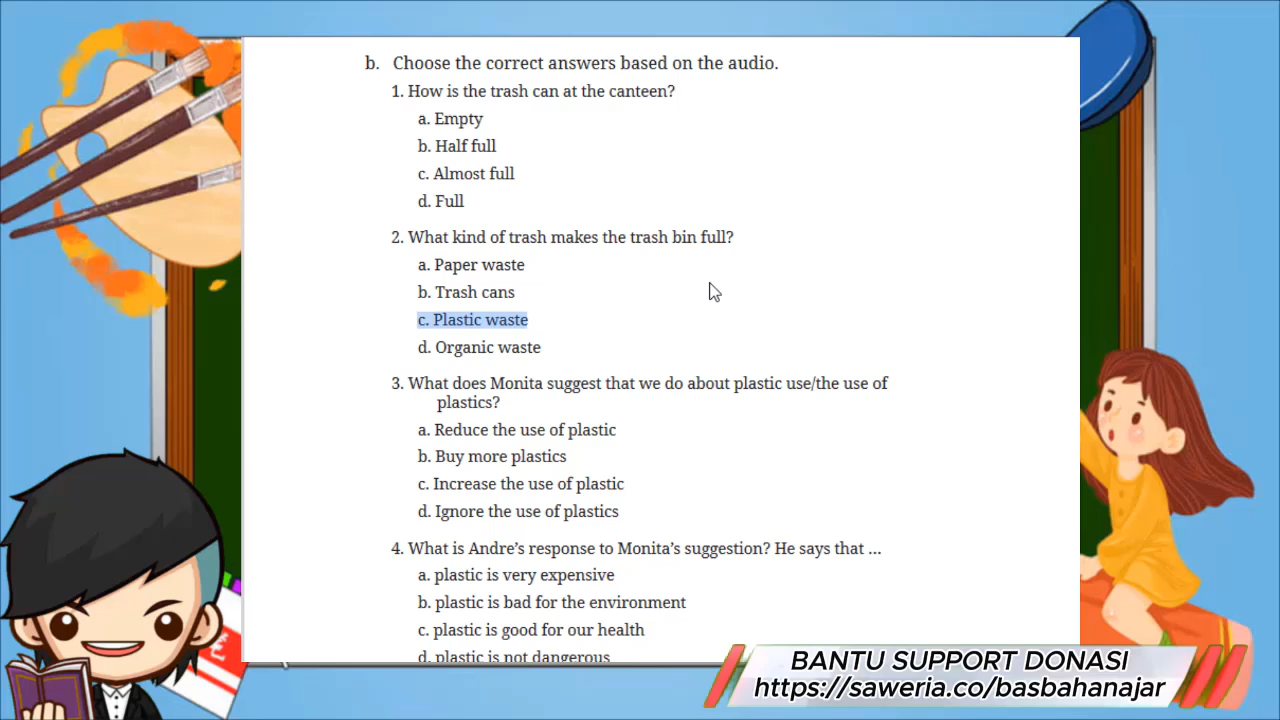 b. Choose the correct answers based on the audio.
1. How is the trash can at the canteen?
a. Empty
b. Half full
c. Almost full
d. Full
2. What kind of trash makes the trash bin full?
a. Paper waste
b. Trash cans
c. Plastic waste
d. Organic waste
3. What does Monita suggest that we do about plastic use/the use of
plastics?
a. Reduce the use of plastic
b. Buy more plastics
c. Increase the use of plastic
d. Ignore the use of plastics
4. What is Andre’s response to Monita’s suggestion? He says that ...
a. plastic is very expensive
b. plastic is bad for the environment
c. plastic is good for our health
d. plastic is not dangerous
BANTU SUPPORT DONASI
https://saweria.co/basbahanajar